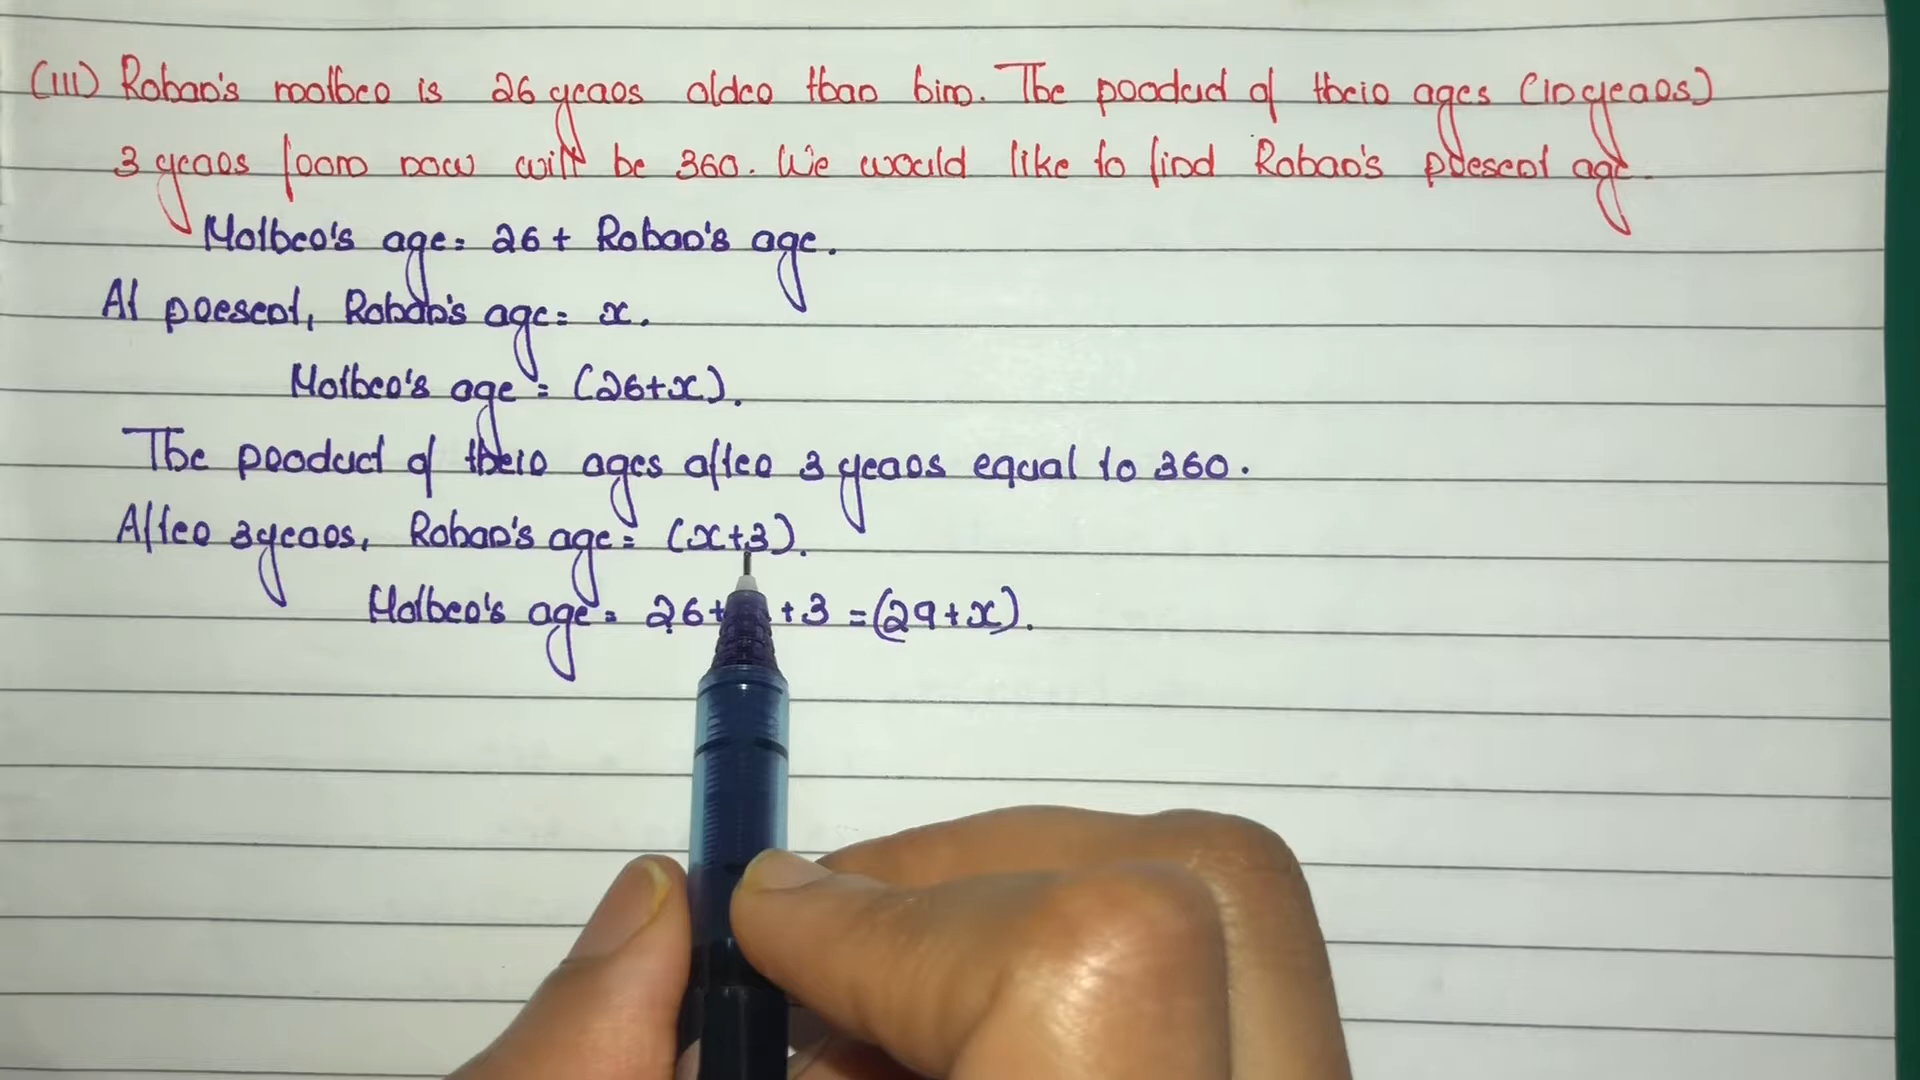 (iii) Rohan's mother is 26 years older than him. The product of their ages (in years)
3 years from now will be 360. We would like to find Rohan's present age.
Mother's age = 26 + Rohan's age.
At present, Rohan's age = x.
Mother's age = (26+x).
The product of their ages after 3 years equal to 360.
After 3 years, Rohan's age = (x+3).
Mother's age = 26+ +3 = (29+x).